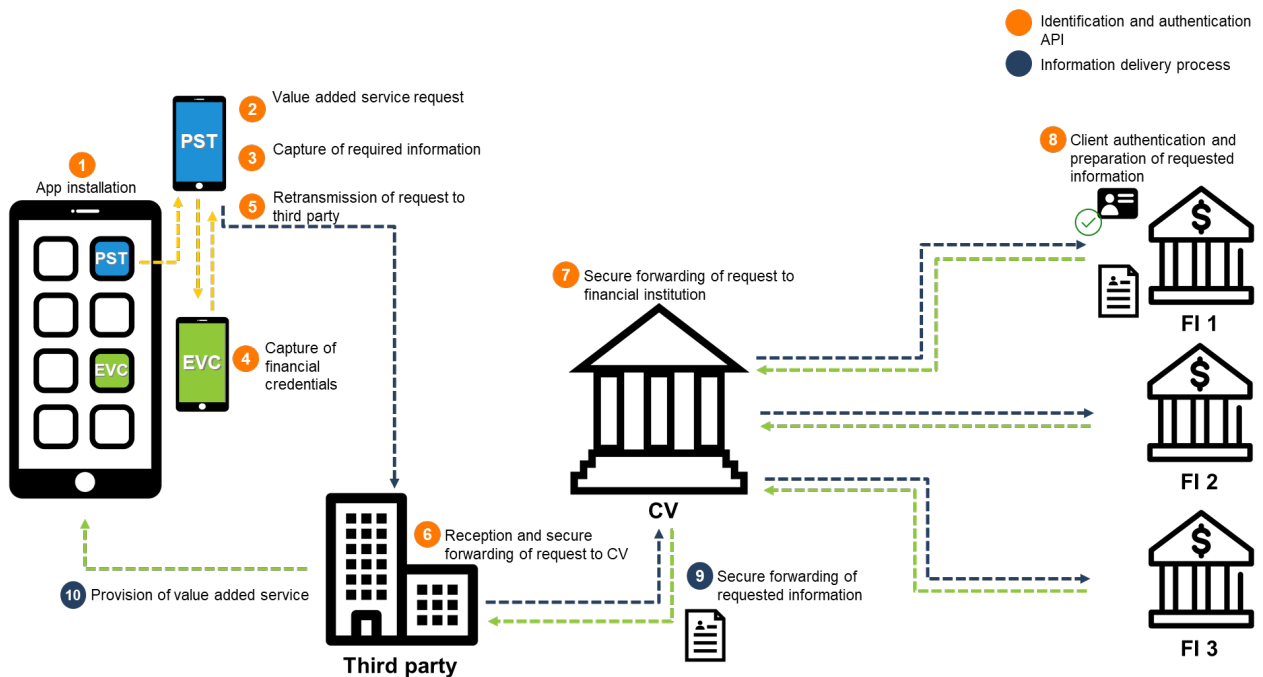 Identification and authentication
API
Information delivery process
2
Value added service request
PST
3
Capture of required information
1
App installation
5
Retransmission of request to
third party
8
Client authentication and
preparation of requested
information
$
FI 1
PST
EVC
EVC
4
Capture of
financial
credentials
7
Secure forwarding of request to
financial institution
CV
$
FI 2
6
Reception and secure
forwarding of request to CV
9
Secure forwarding of
requested information
10
Provision of value added service
Third party
$
FI 3